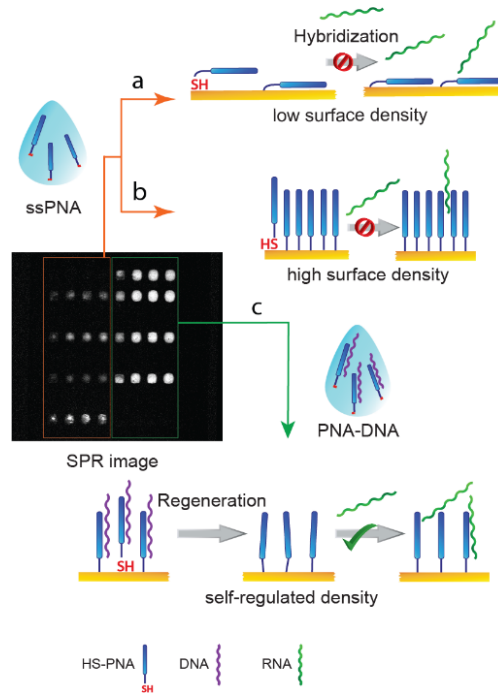 Hybridization
a
SH
low surface density
ssPNA
b
HS
high surface density
c
PNA-DNA
SPR image
Regeneration
SH
self-regulated density
HS-PNA
SH
DNA
RNA